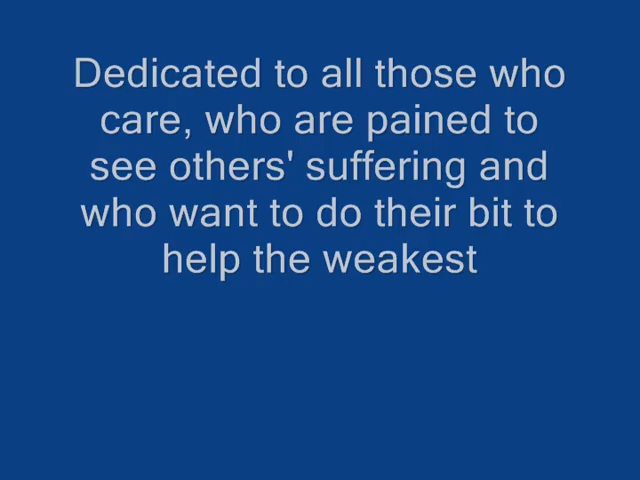 Dedicated to all those who
care, who are pained to
see others' suffering and
who want to do their bit to
help the weakest